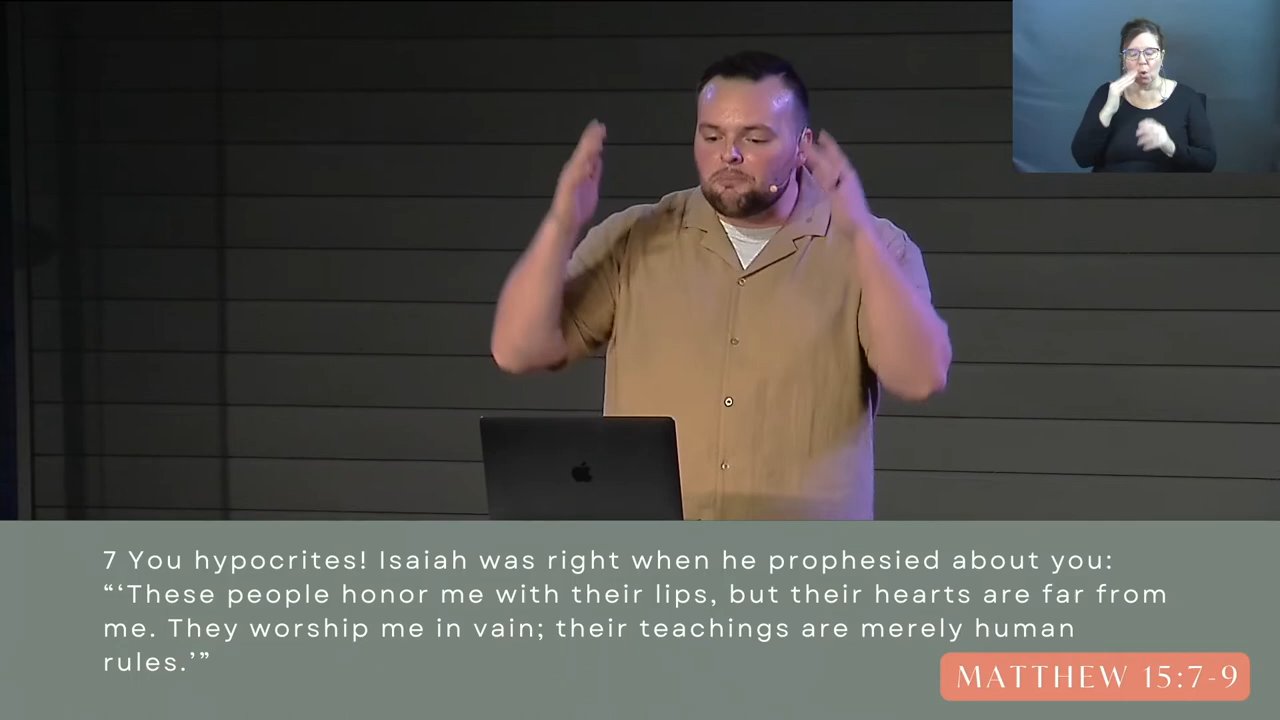 7 You hypocrites! Isaiah was right when he prophesied about you:
“‘These people honor me with their lips, but their hearts are far from
me. They worship me in vain; their teachings are merely human
rules.’”
MATTHEW 15:7-9